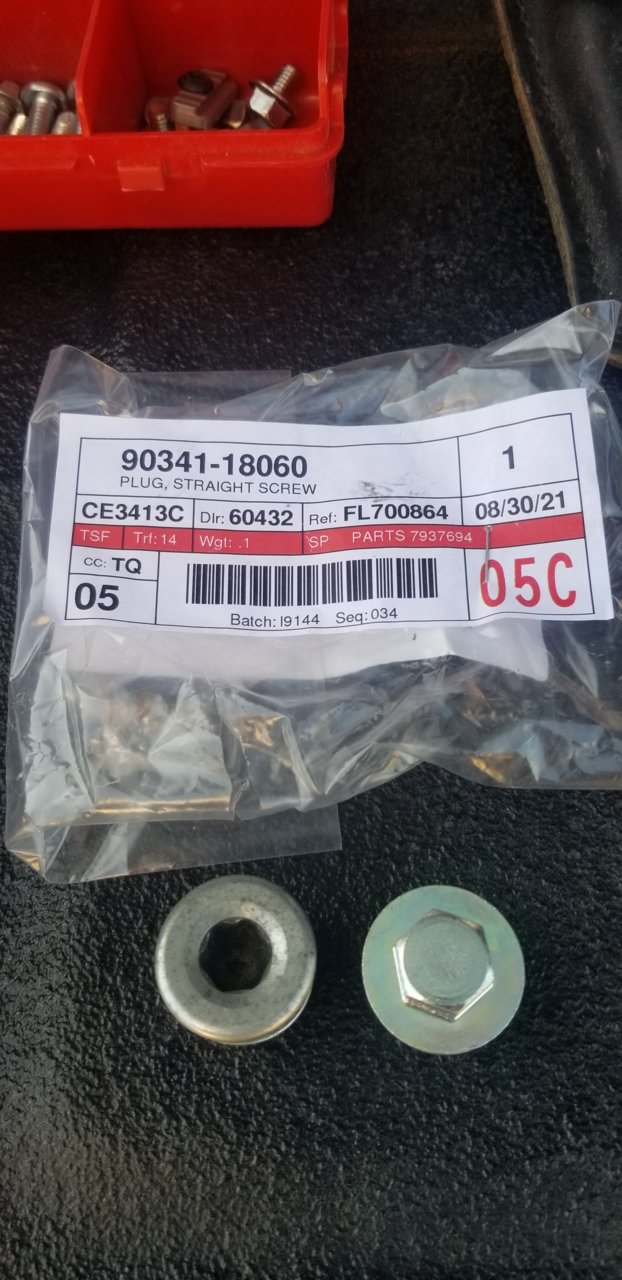 90341-18060
PLUG, STRAIGHT SCREW
1
CE3413C Dlr: 60432 Ref: FL700864 08/30/21
TSF Trf: 14 Wgt: .1 SP PARTS 7937694
CC: TQ
05
05C
Batch: I9144 Seq: 034